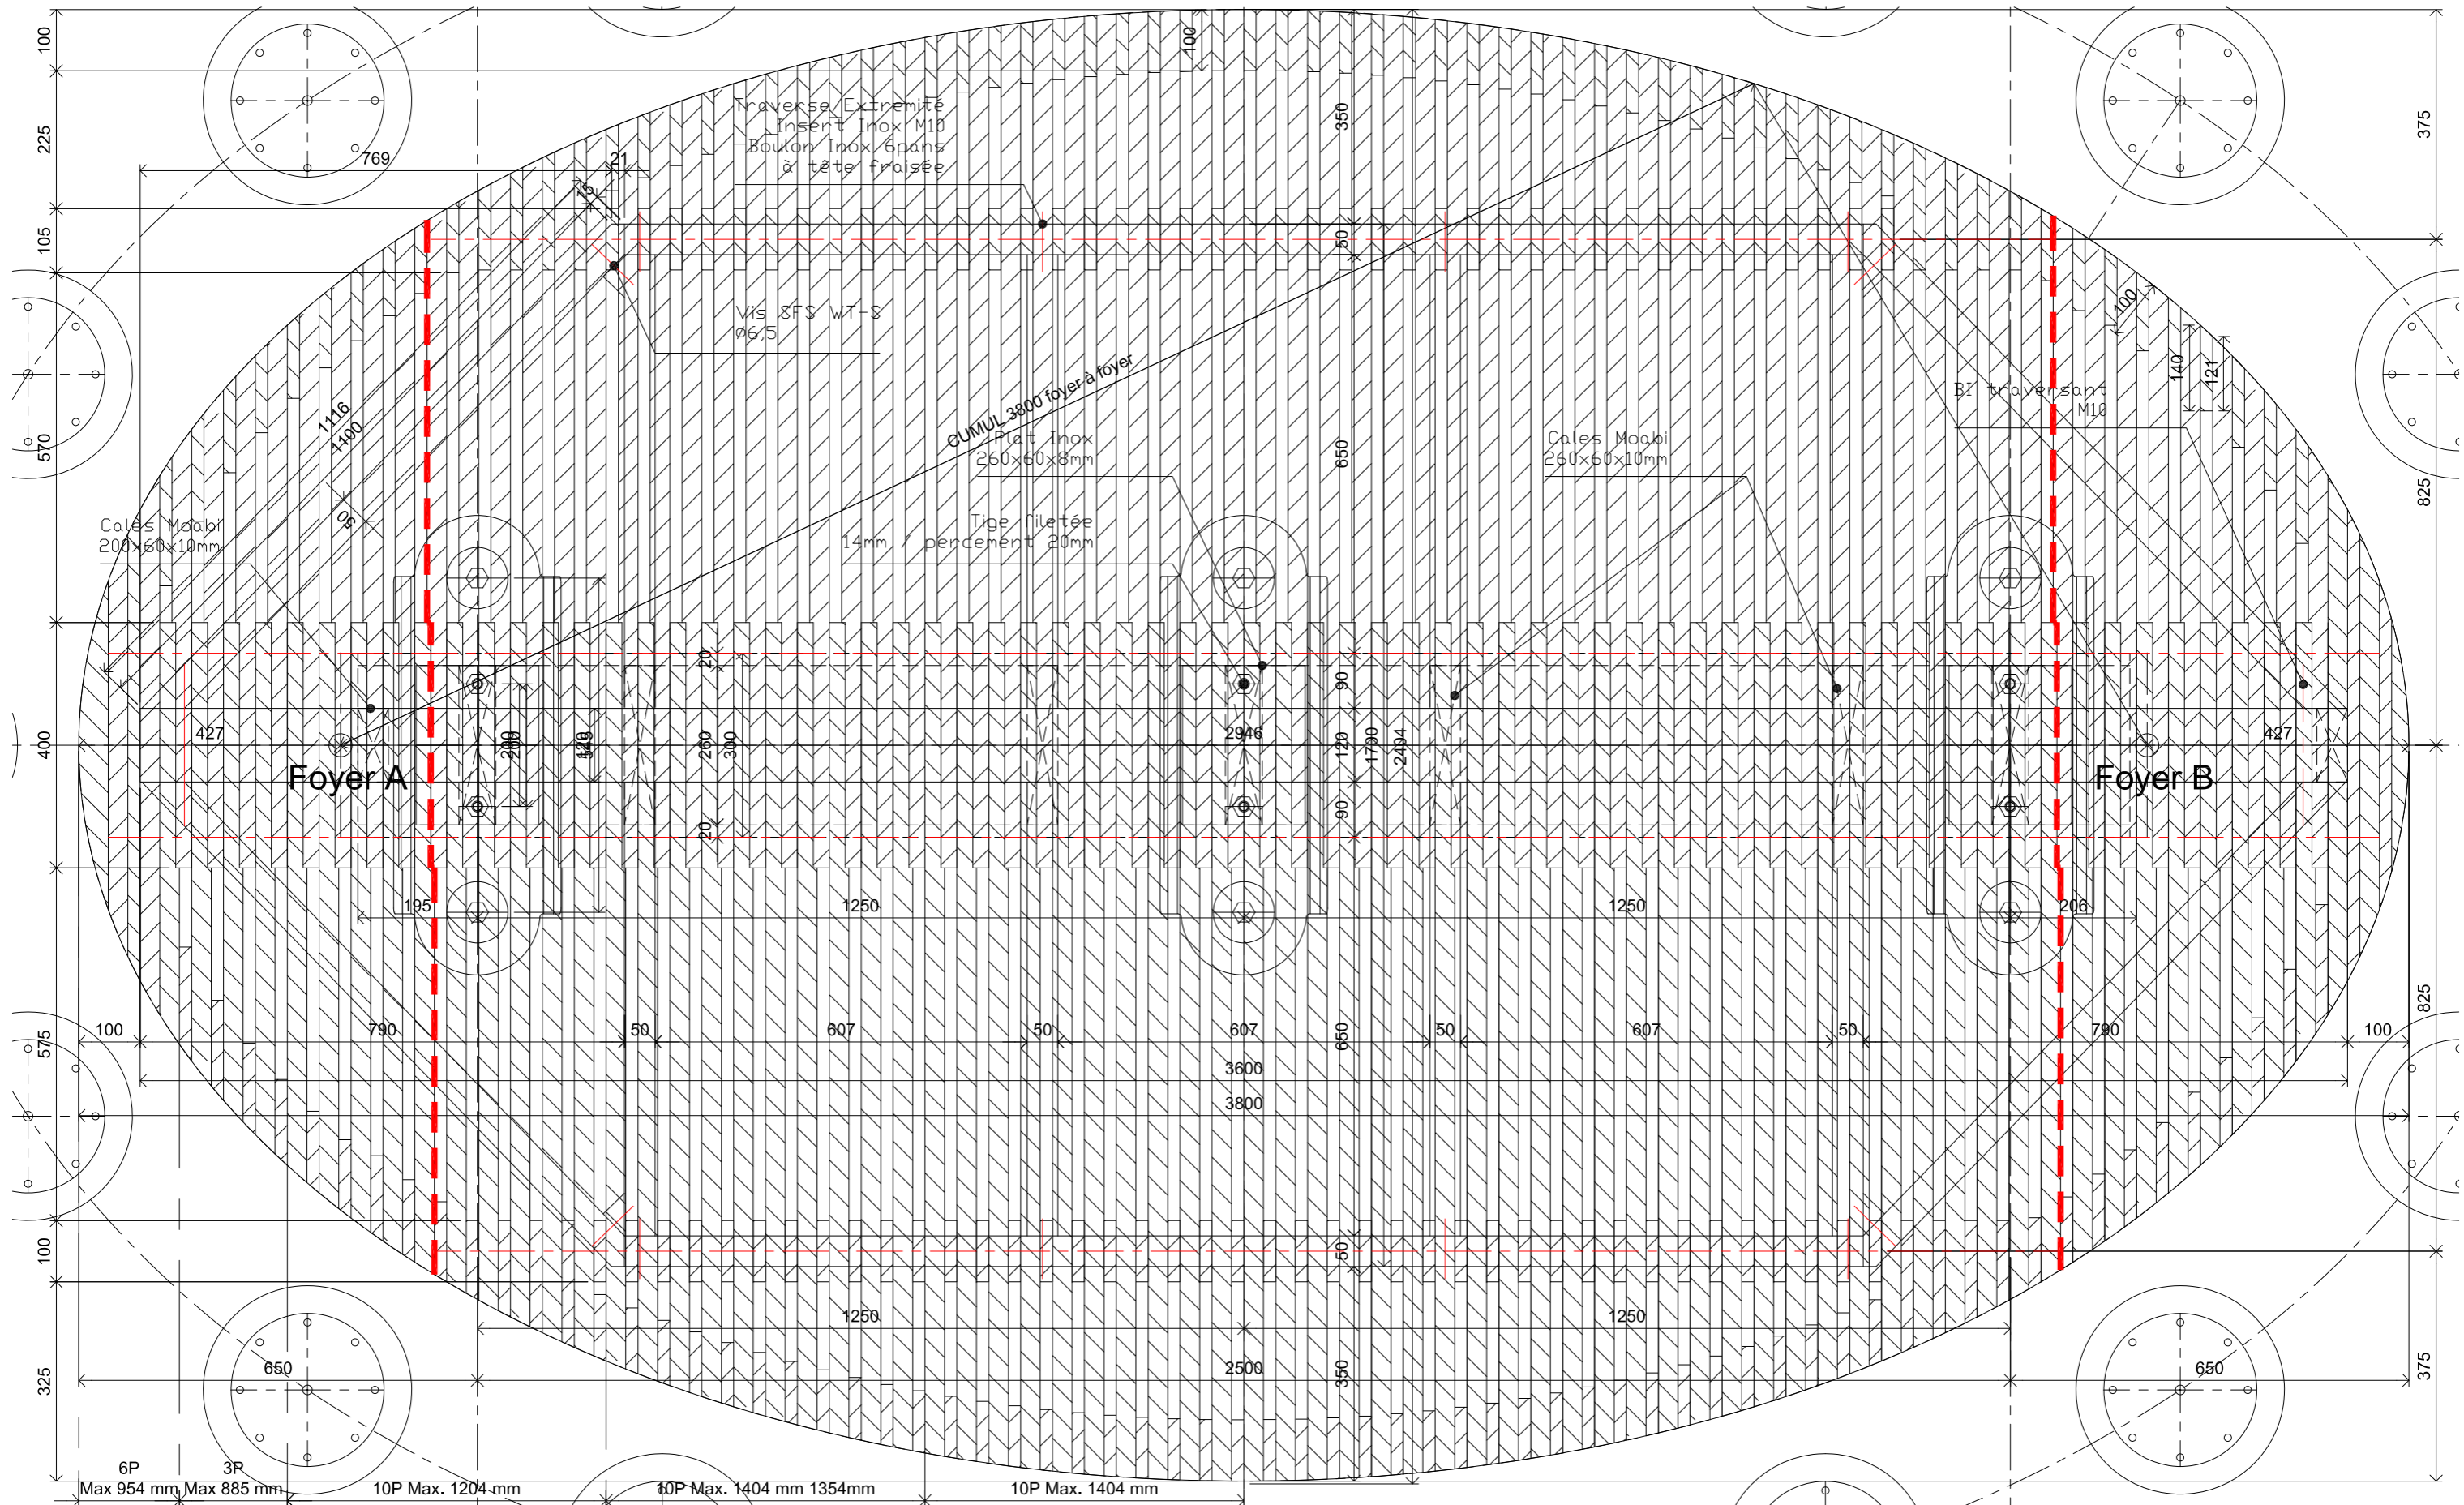 100
225
105
570
400
575
100
325
769
21
15
Traverse/Extremité
Insert Inox M10
Boulon Inox 6pans
à tête fraisée
100
350
50
650
375
825
825
375
Vis SFS WT-S
Ø6,5
100
140
121
BI traversant
M10
1116
1100
50
CUMUL 3800 foyer à foyer
Plat Inox
260x60x8mm
Cales Moabi
260x60x10mm
Tige filetée
14mm / percement 20mm
Cales Moabi
200x60x10mm
20
260
300
20
90
120
90
1700
2404
2946
427
427
Foyer A
Foyer B
195
1250
1250
206
100
790
50
607
50
607
50
607
50
790
100
650
3600
3800
50
1250
1250
650
2500
350
650
6P
Max 954 mm
3P
Max 885 mm
10P Max. 1204 mm
10P Max. 1404 mm 1354mm
10P Max. 1404 mm